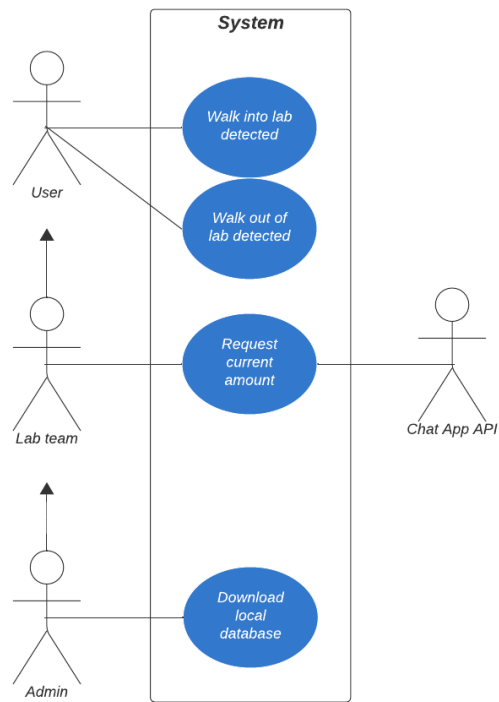 System
Walk into lab
detected
User
Walk out of
lab detected
Request
current
amount
Lab team
Chat App API
Download
local
database
Admin